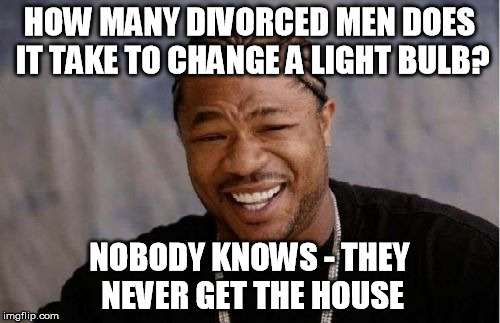 HOW MANY DIVORCED MEN DOES
IT TAKE TO CHANGE A LIGHT BULB?
NOBODY KNOWS - THEY
NEVER GET THE HOUSE
imgflip.com